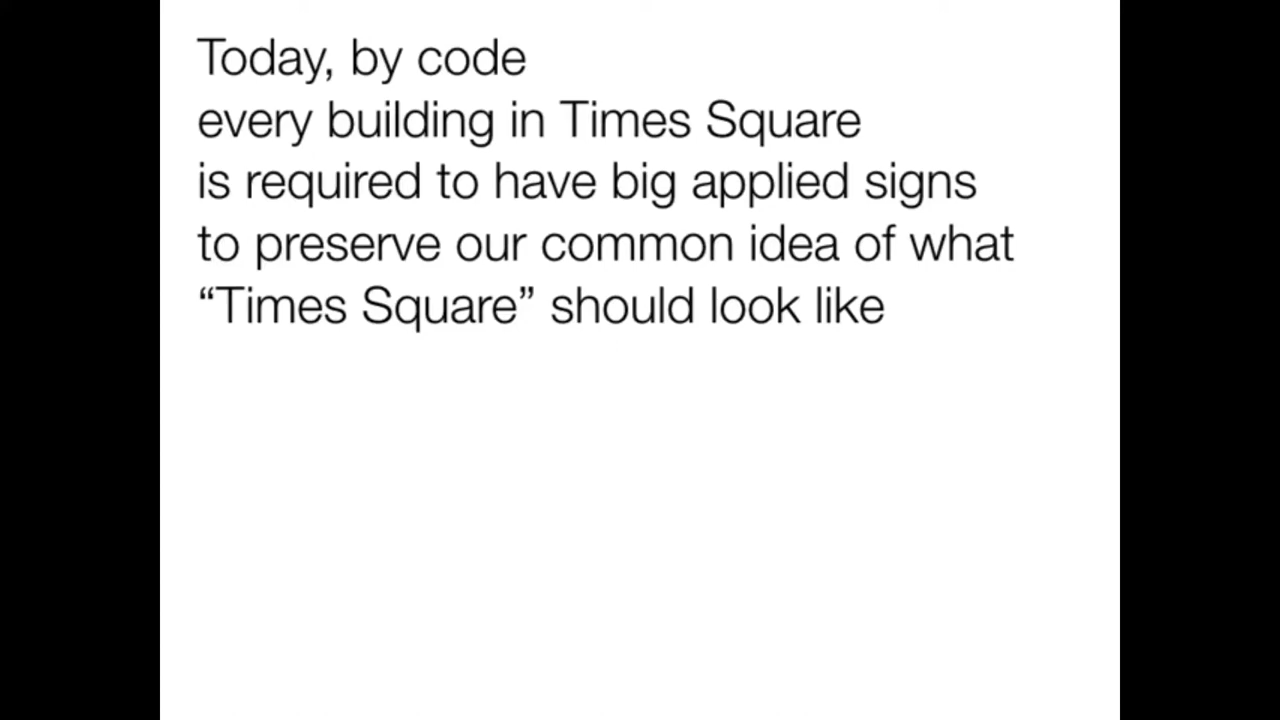 Today, by code
every building in Times Square
is required to have big applied signs
to preserve our common idea of what
“Times Square” should look like